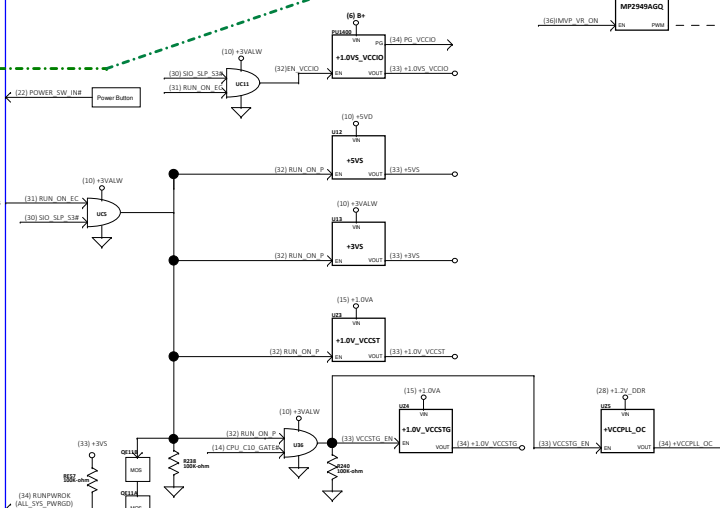 (6) B+
PU1400
VIN
PG
(34) PG_VCCIO
+1.0VS_VCCIO
EN
VOUT
(33) +1.0VS_VCCIO
MP2949AGQ
(36)IMVP_VR_ON
EN
PWM
(10) +3VALW
(30) SIO_SLP_S3#
(31) RUN_ON_EC
UC11
(32)EN_VCCIO
(22) POWER_SW_IN#
Power Button
(10) +5VD
U12
VIN
+5VS
(32) RUN_ON_P
EN
VOUT
(33) +5VS
(10) +3VALW
(31) RUN_ON_EC
(30) SIO_SLP_S3#
UC5
(10) +3VALW
U13
VIN
+3VS
(32) RUN_ON_P
EN
VOUT
(33) +3VS
(15) +1.0VA
UZ3
VIN
+1.0V_VCCST
(32) RUN_ON_P
EN
VOUT
(33) +1.0V_VCCST
(10) +3VALW
(32) RUN_ON_P
(14) CPU_C10_GATE#
U36
(33) VCCSTG_EN
(15) +1.0VA
UZ4
VIN
+1.0V_VCCSTG
EN
VOUT
(34) +1.0V_VCCSTG
(28) +1.2V_DDR
UZ5
VIN
+VCCPLL_OC
(33) VCCSTG_EN
EN
VOUT
(34) +VCCPLL_OC
(33) +3VS
QE11B
MOS
R238
100K-ohm
R240
100K-ohm
RE57
100K-ohm
QE11A
MOS
(34) RUNPWROK
(ALL_SYS_PWRGD)